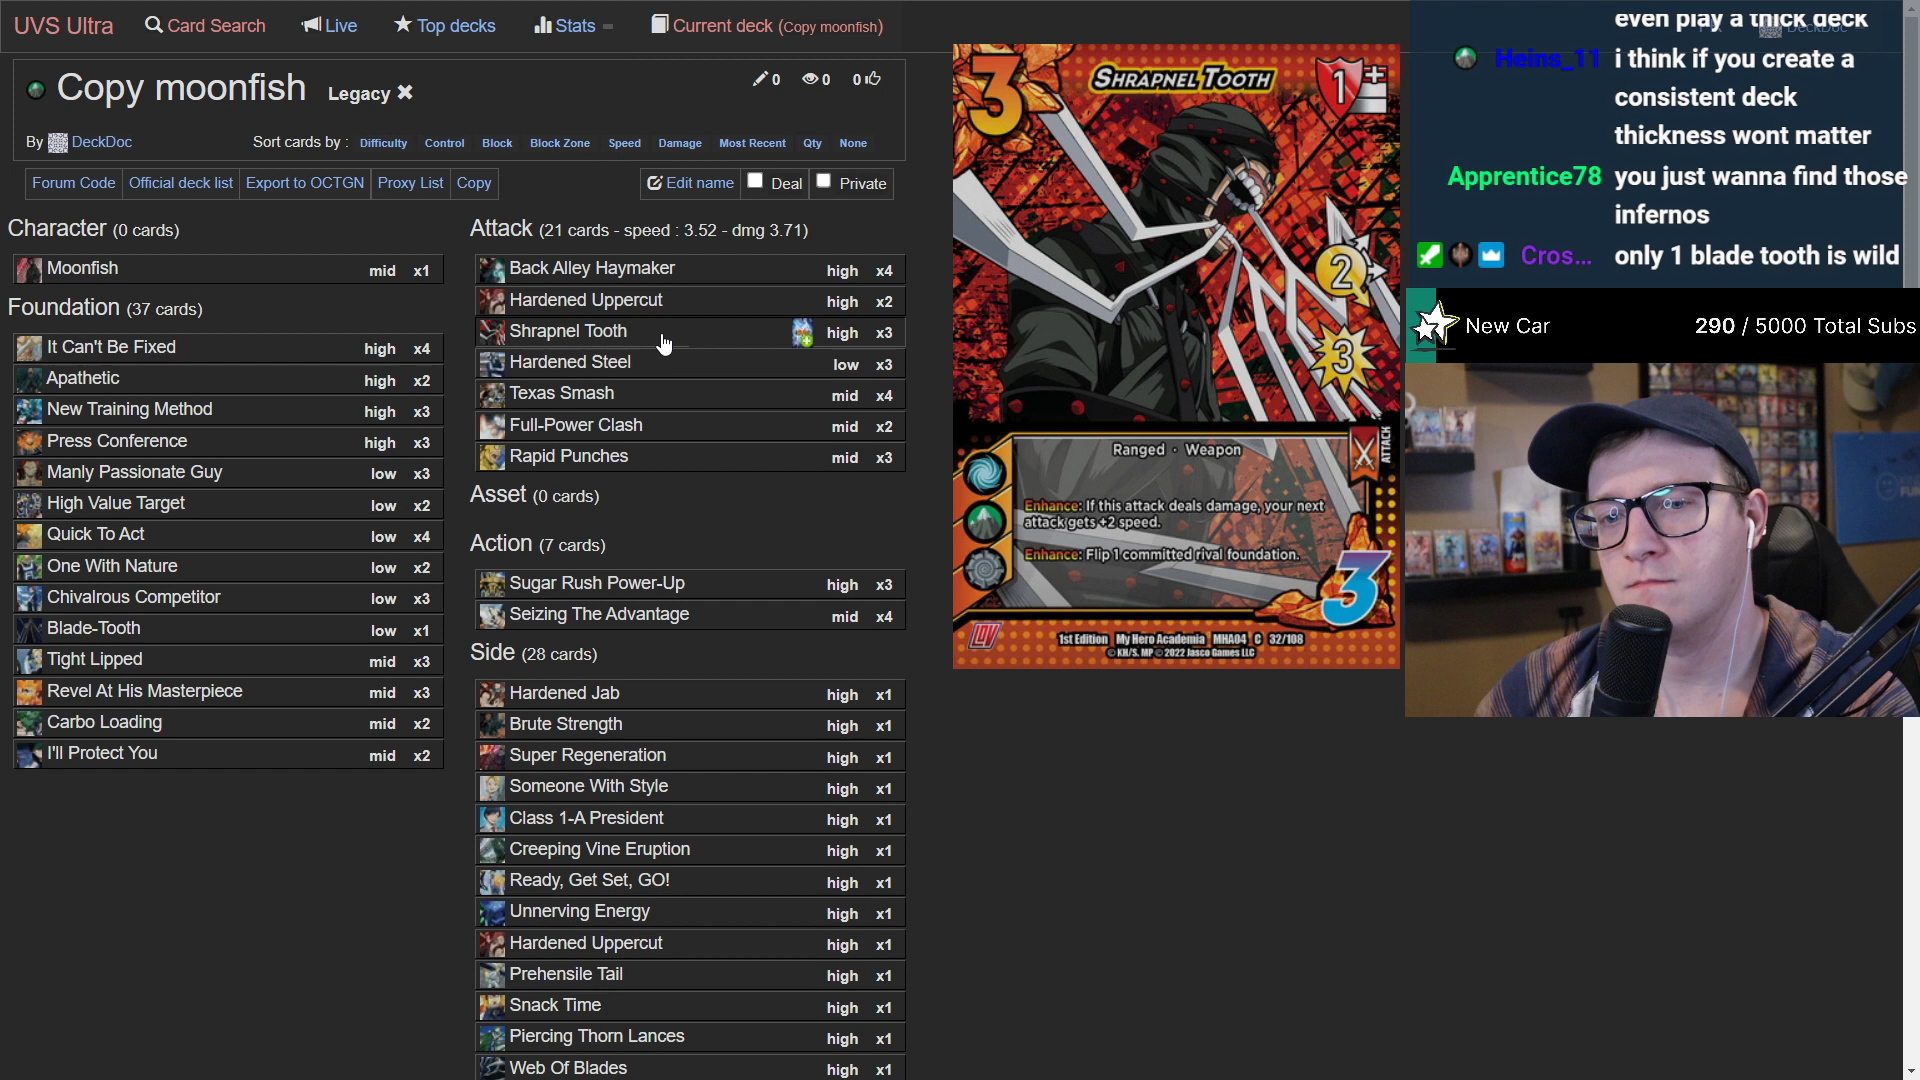 UVS Ultra
Card Search
Live
Top decks
Stats
Current deck (Copy moonfish)
Copy moonfish
Legacy
0
0
0
By DeckDoc
Sort cards by :
Difficulty
Control
Block
Block Zone
Speed
Damage
Most Recent
Qty
None
Forum Code
Official deck list
Export to OCTGN
Proxy List
Copy
Edit name
Deal
Private
Character (0 cards)
Moonfish mid x1
Foundation (37 cards)
It Can't Be Fixed high x4
Apathetic high x2
New Training Method high x3
Press Conference high x3
Manly Passionate Guy low x3
High Value Target low x2
Quick To Act low x4
One With Nature low x2
Chivalrous Competitor low x3
Blade-Tooth low x1
Tight Lipped mid x3
Revel At His Masterpiece mid x3
Carbo Loading mid x2
I'll Protect You mid x2
Attack (21 cards - speed : 3.52 - dmg 3.71)
Back Alley Haymaker high x4
Hardened Uppercut high x2
Shrapnel Tooth high x3
Hardened Steel low x3
Texas Smash mid x4
Full-Power Clash mid x2
Rapid Punches mid x3
Asset (0 cards)
Action (7 cards)
Sugar Rush Power-Up high x3
Seizing The Advantage mid x4
Side (28 cards)
Hardened Jab high x1
Brute Strength high x1
Super Regeneration high x1
Someone With Style high x1
Class 1-A President high x1
Creeping Vine Eruption high x1
Ready, Get Set, GO! high x1
Unnerving Energy high x1
Hardened Uppercut high x1
Prehensile Tail high x1
Snack Time high x1
Piercing Thorn Lances high x1
Web Of Blades high x1
3
SHRAPNEL TOOTH
1+
2
3
ATTACK
Ranged · Weapon
Enhance: If this attack deals damage, your next
attack gets +2 speed.
Enhance: Flip 1 committed rival foundation.
3
LOV
1st Edition My Hero Academia MHA04 C 32/108
© KH/S. MP © 2022 Jasco Games LLC
even play a thick deck
DeckDoc
Heins_11 i think if you create a
consistent deck
thickness wont matter
Apprentice78 you just wanna find those
infernos
Cros... only 1 blade tooth is wild
New Car
290 / 5000 Total Subs